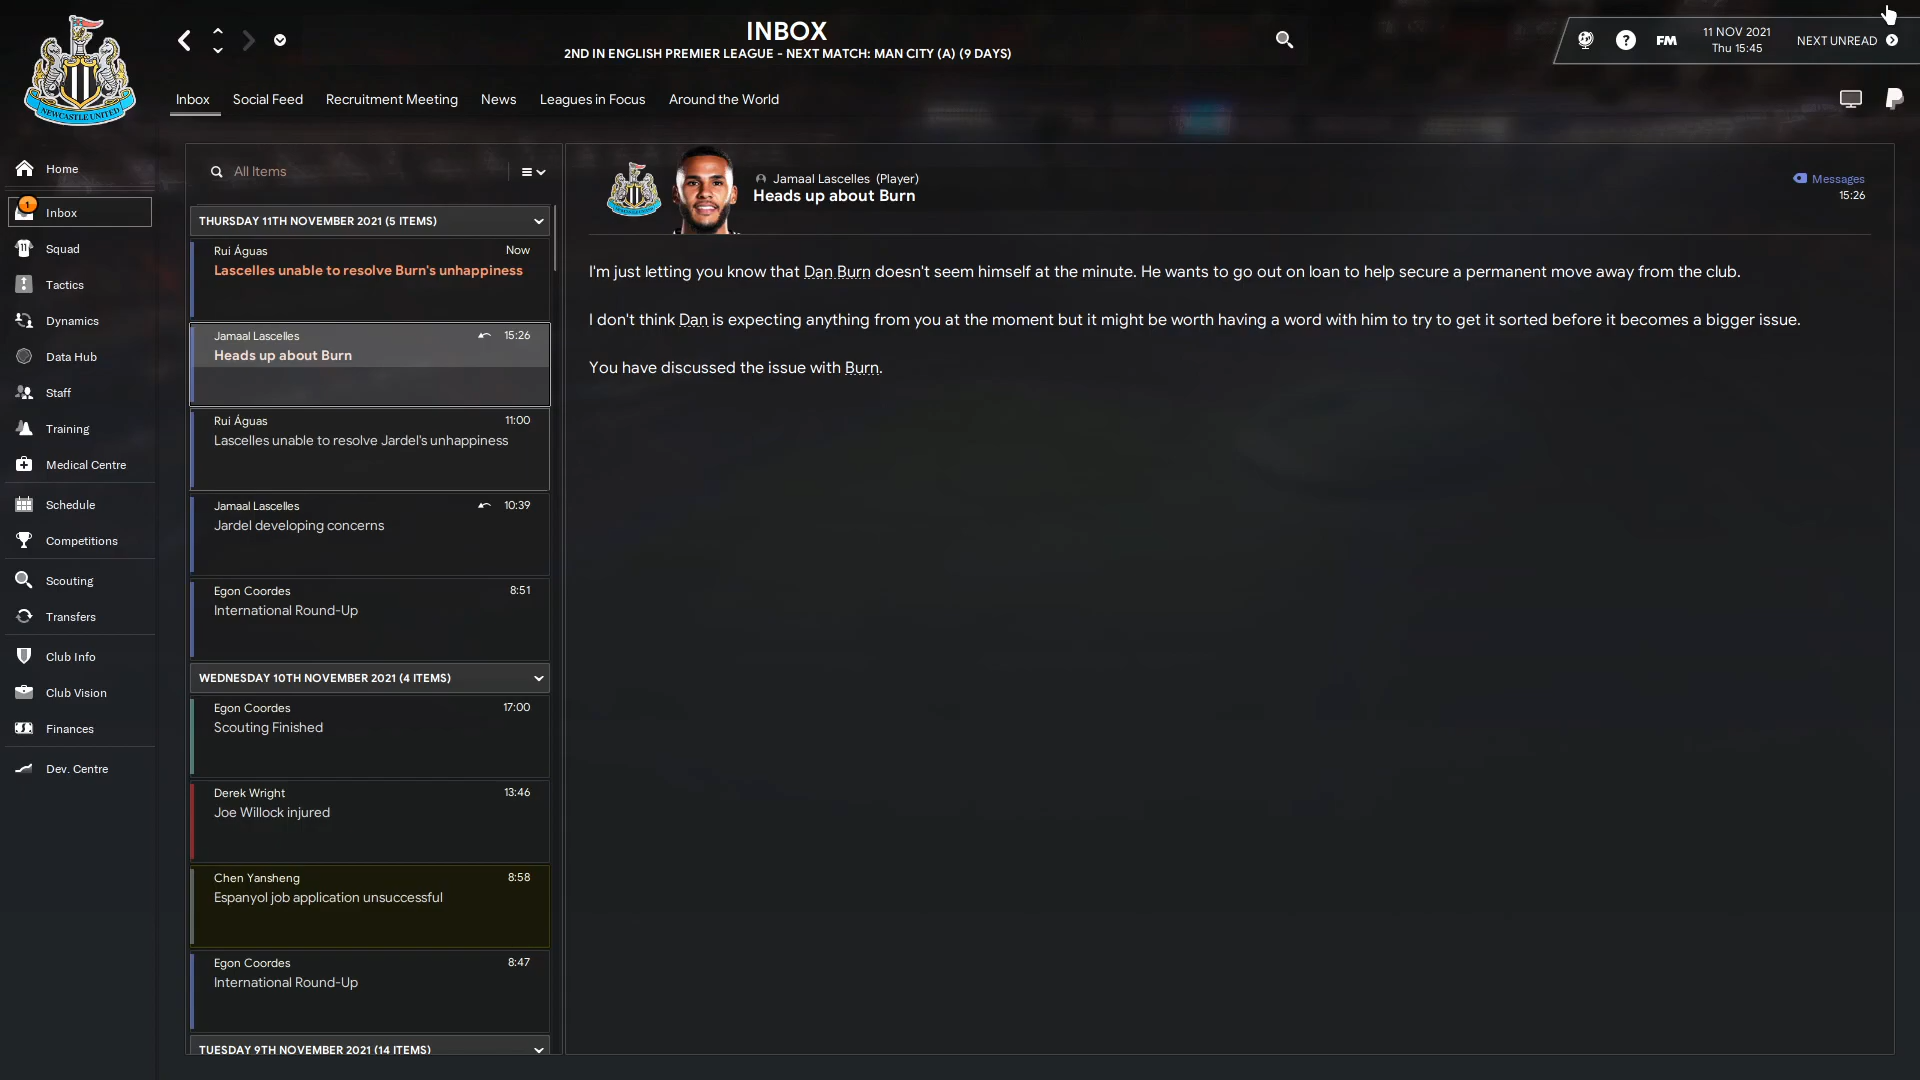 INBOX
2ND IN ENGLISH PREMIER LEAGUE - NEXT MATCH: MAN CITY (A) (9 DAYS)
FM
11 NOV 2021
Thu 15:45
NEXT UNREAD
NEWCASTLE UNITED
Inbox
Social Feed
Recruitment Meeting
News
Leagues in Focus
Around the World
Home
1
Inbox
Squad
Tactics
Dynamics
Data Hub
Staff
Training
Medical Centre
Schedule
Competitions
Scouting
Transfers
Club Info
Club Vision
Finances
Dev. Centre
All Items
THURSDAY 11TH NOVEMBER 2021 (5 ITEMS)
Rui Águas
Now
Lascelles unable to resolve Burn's unhappiness
Jamaal Lascelles
15:26
Heads up about Burn
Rui Águas
11:00
Lascelles unable to resolve Jardel's unhappiness
Jamaal Lascelles
10:39
Jardel developing concerns
Egon Coordes
8:51
International Round-Up
WEDNESDAY 10TH NOVEMBER 2021 (4 ITEMS)
Egon Coordes
17:00
Scouting Finished
Derek Wright
13:46
Joe Willock injured
Chen Yansheng
8:58
Espanyol job application unsuccessful
Egon Coordes
8:47
International Round-Up
TUESDAY 9TH NOVEMBER 2021 (14 ITEMS)
Jamaal Lascelles (Player)
Heads up about Burn
Messages
15:26
I'm just letting you know that Dan Burn doesn't seem himself at the minute. He wants to go out on loan to help secure a permanent move away from the club.
I don't think Dan is expecting anything from you at the moment but it might be worth having a word with him to try to get it sorted before it becomes a bigger issue.
You have discussed the issue with Burn.